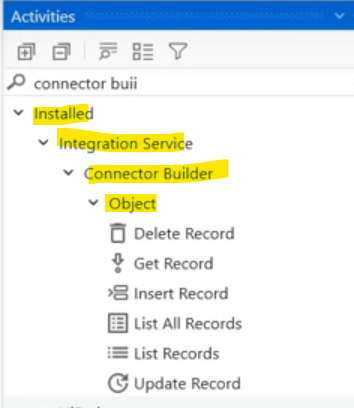 Activities
connector buii
Installed
Integration Service
Connector Builder
Object
Delete Record
Get Record
Insert Record
List All Records
List Records
Update Record